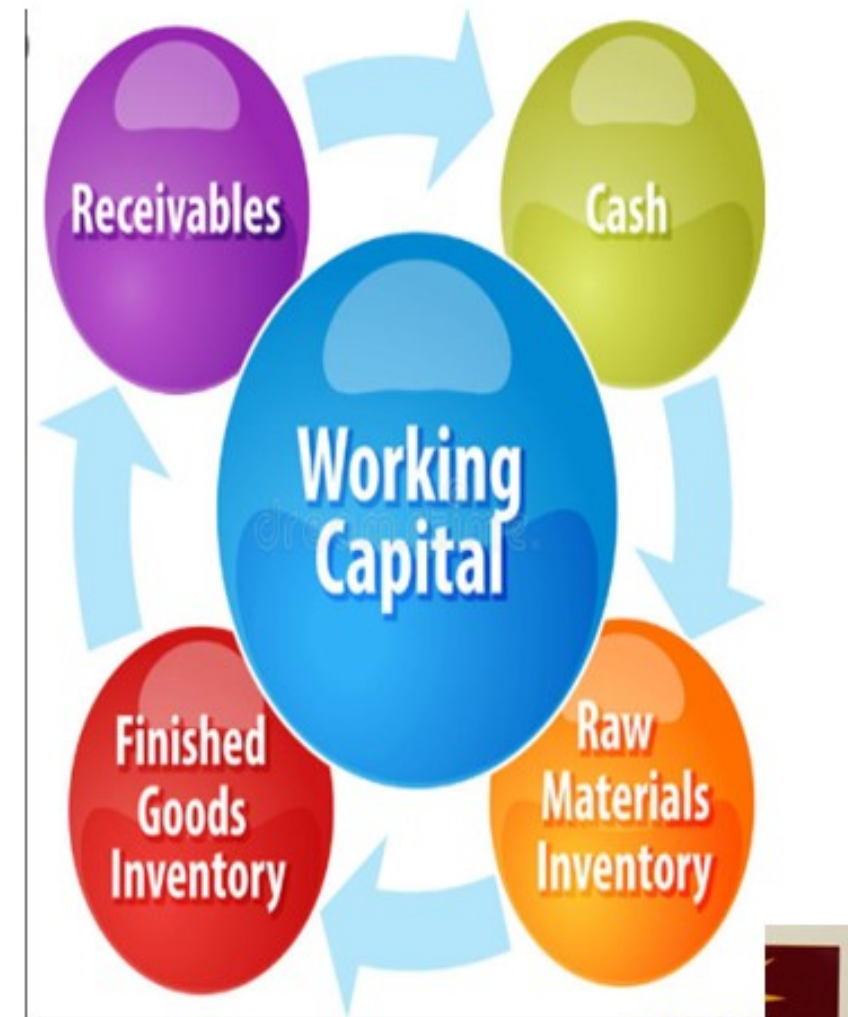 Receivables
Cash
Working
Capital
Finished
Goods
Inventory
Raw
Materials
Inventory